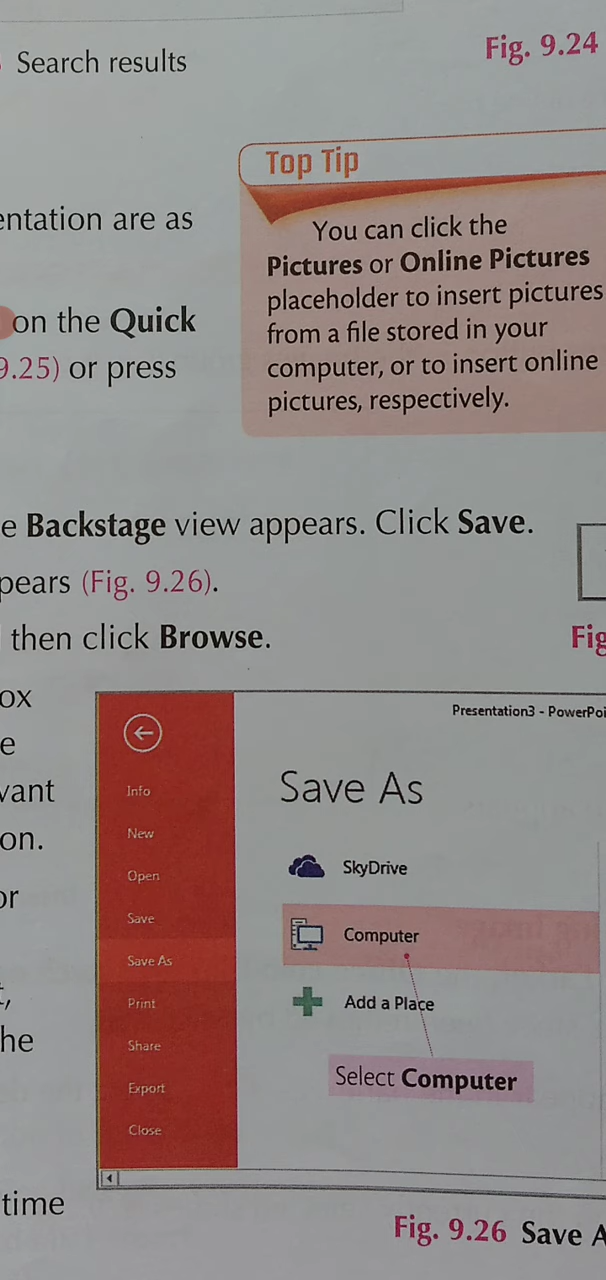 Search results
Fig. 9.24
Top Tip
You can click the
Pictures or Online Pictures
placeholder to insert pictures
from a file stored in your
computer, or to insert online
pictures, respectively.
entation are as
on the Quick
9.25) or press
e Backstage view appears. Click Save.
pears (Fig. 9.26).
then click Browse.
Fig
ox
e
vant
on.
or
t,
he
time
Presentation3 - PowerPoi
Info
New
Open
Save
Save As
Print
Share
Export
Close
Save As
SkyDrive
Computer
Add a Place
Select Computer
Fig. 9.26 Save A